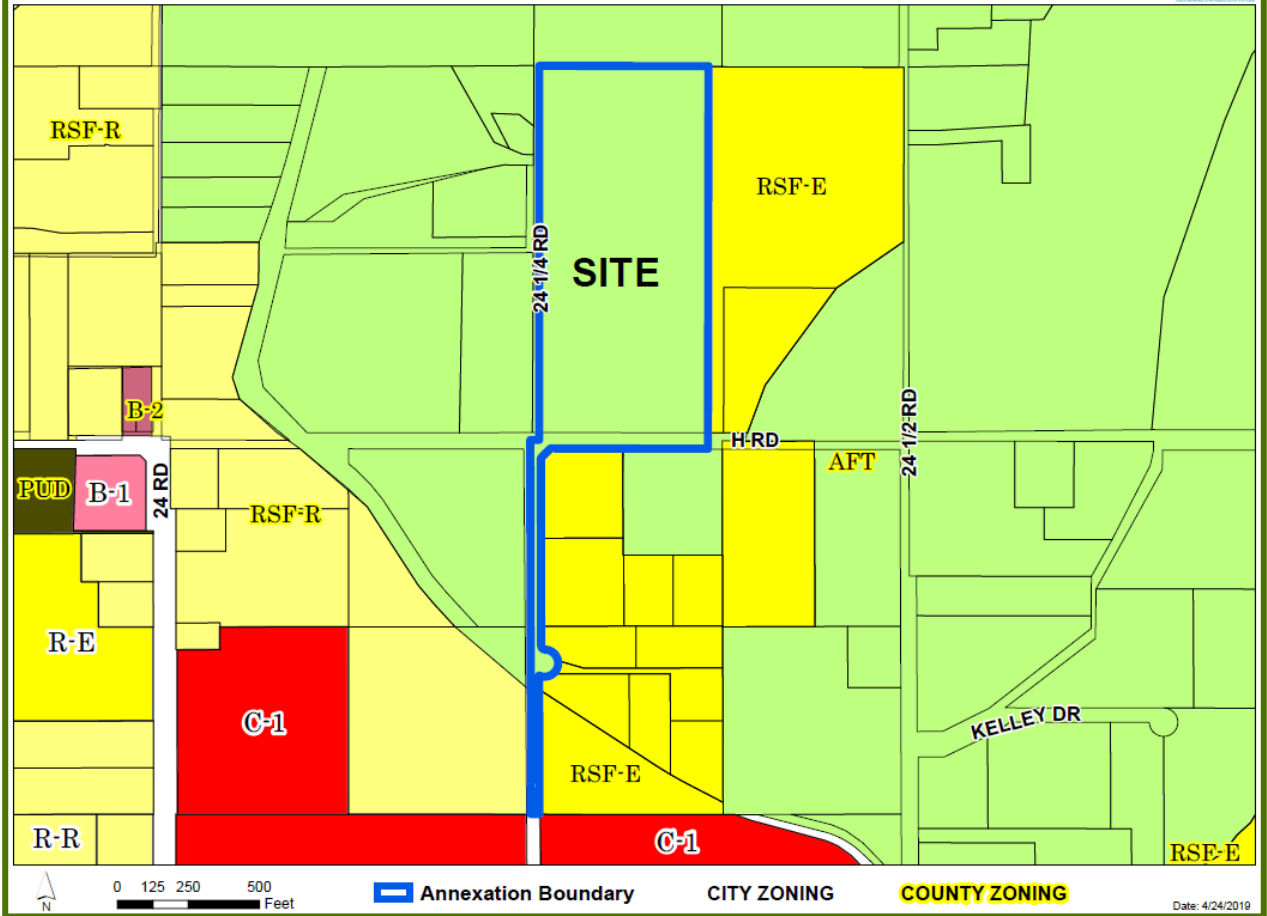 RSF-R
RSF-E
24 1/4 RD
SITE
B-2
24 1/2 RD
H RD
AFT
PUD
B-1
24 RD
RSF-R
R-E
C-1
KELLEY DR
RSF-E
R-R
C-1
RSF-E
N
0 125 250 500
Feet
Annexation Boundary
CITY ZONING
COUNTY ZONING
Date: 4/24/2019